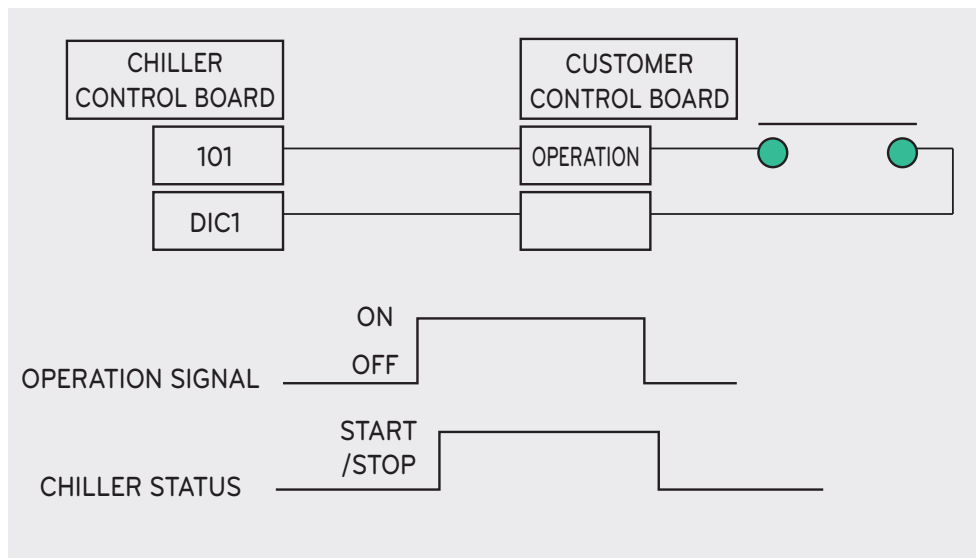 CHILLER
CONTROL BOARD
CUSTOMER
CONTROL BOARD
101
OPERATION
DIC1
ON
OFF
OPERATION SIGNAL
START
/STOP
CHILLER STATUS